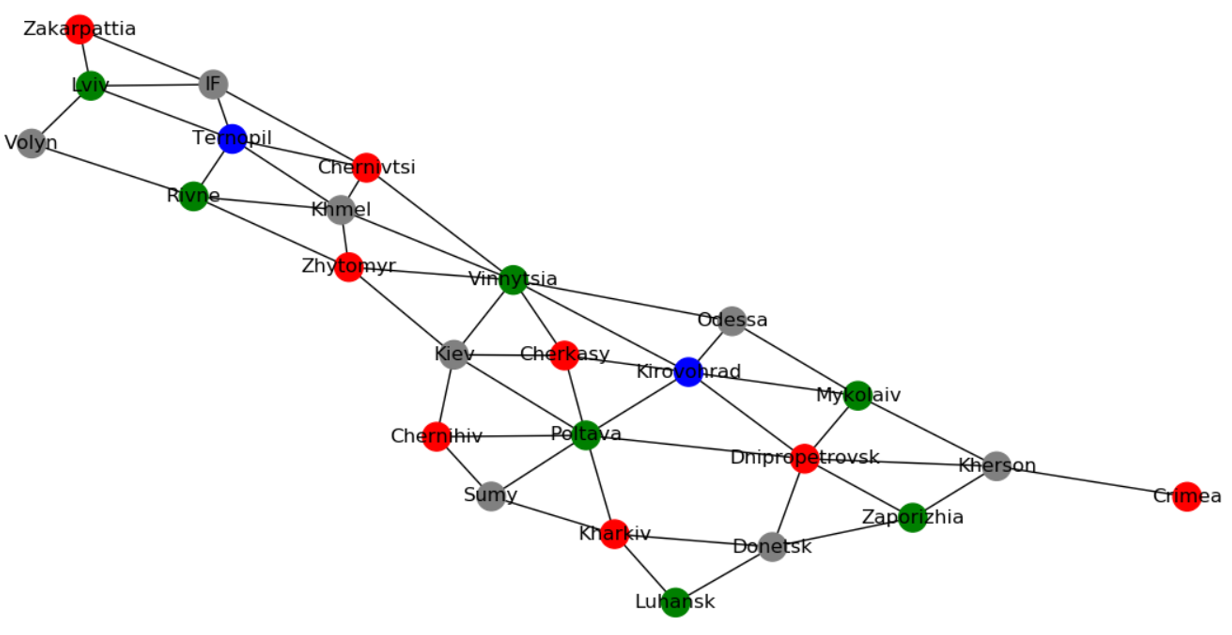 Zakarpattia
Lviv
IF
Volyn
Ternopil
Chernivtsi
Rivne
Khmel
Zhytomyr
Vinnytsia
Odessa
Kiev
Cherkasy
Kirovohrad
Mykolaiv
Chernihiv
Poltava
Dnipropetrovsk
Kherson
Sumy
Crimea
Zaporizhia
Kharkiv
Donetsk
Luhansk